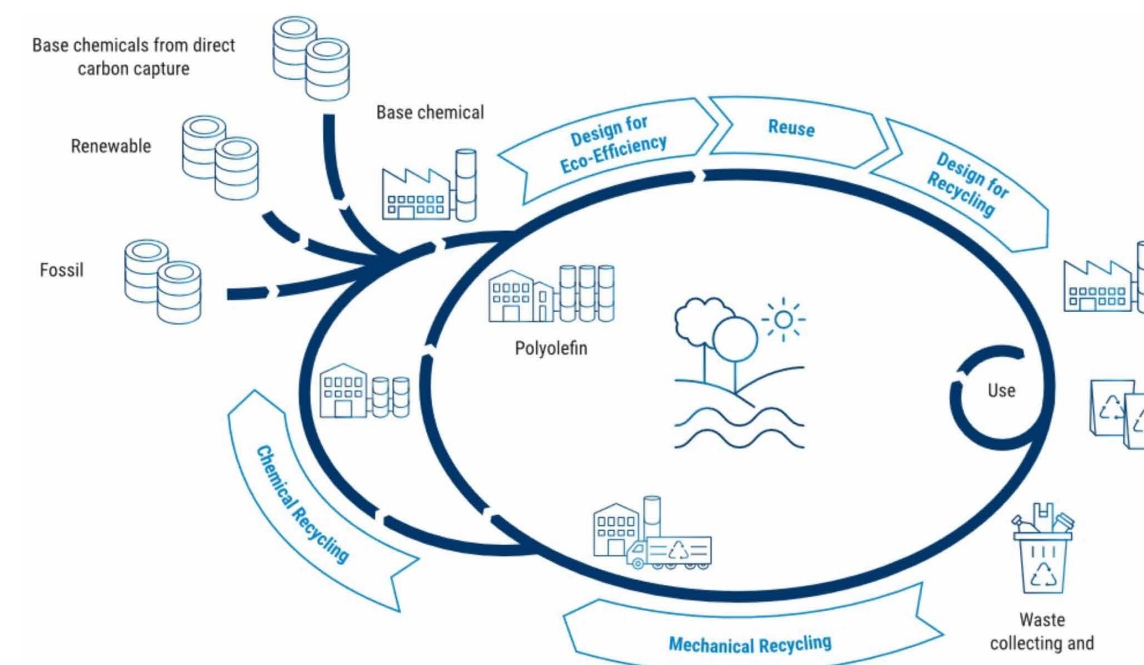 Base chemicals from direct
carbon capture
Base chemical
Renewable
Fossil
Design for
Eco-Efficiency
Reuse
Design for
Recycling
Polyolefin
Use
Chemical Recycling
Mechanical Recycling
Waste
collecting and